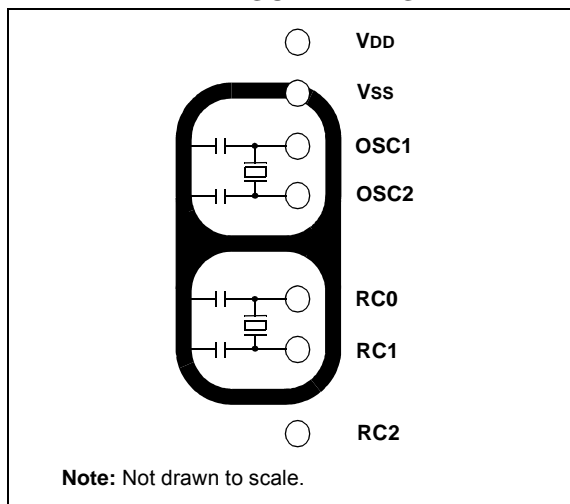 VDD
VSS
OSC1
OSC2
RC0
RC1
RC2
Note: Not drawn to scale.